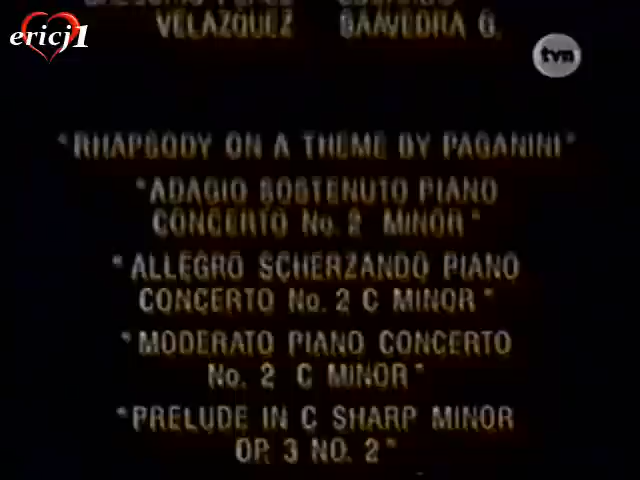 ericj1
VELAZQUEZ SAAVEDRA G.
tvn
"RHAPSODY ON A THEME BY PAGANINI"
"ADAGIO SOSTENUTO PIANO
CONCERTO No. 2 MINOR"
"ALLEGRO SCHERZANDO PIANO
CONCERTO No. 2 C MINOR"
"MODERATO PIANO CONCERTO
No. 2 C MINOR"
"PRELUDE IN C SHARP MINOR
OP. 3 NO. 2"